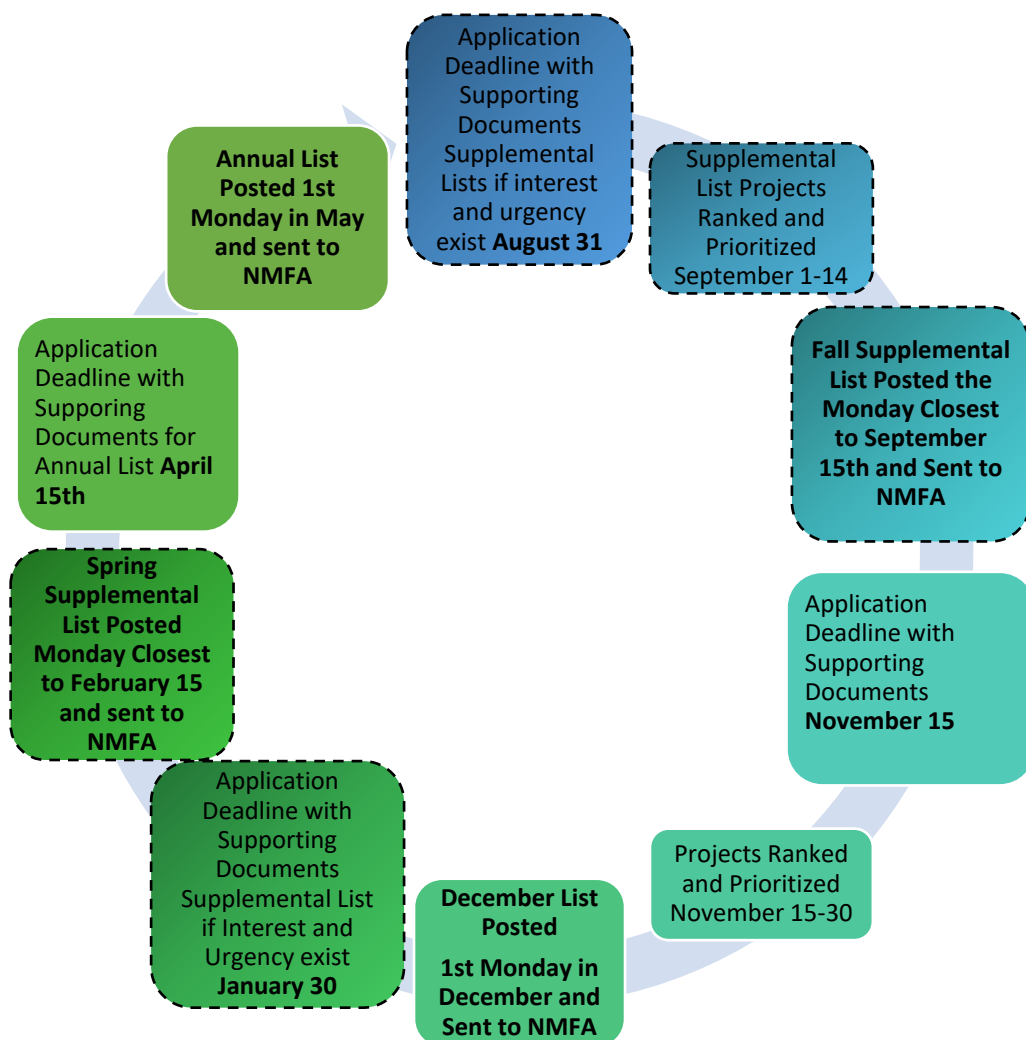 Application
Deadline with
Supporting
Documents
Supplemental
Lists if interest
and urgency
exist August 31
Supplemental
List Projects
Ranked and
Prioritized
September 1-14
Fall Supplemental
List Posted the
Monday Closest
to September
15th and Sent to
NMFA
Application
Deadline with
Supporting
Documents
November 15
Projects Ranked
and Prioritized
November 15-30
December List
Posted
1st Monday in
December and
Sent to NMFA
Application
Deadline with
Supporting
Documents
Supplemental List
if Interest and
Urgency exist
January 30
Spring
Supplemental
List Posted
Monday Closest
to February 15
and sent to
NMFA
Application
Deadline with
Supporing
Documents for
Annual List April
15th
Annual List
Posted 1st
Monday in May
and sent to
NMFA